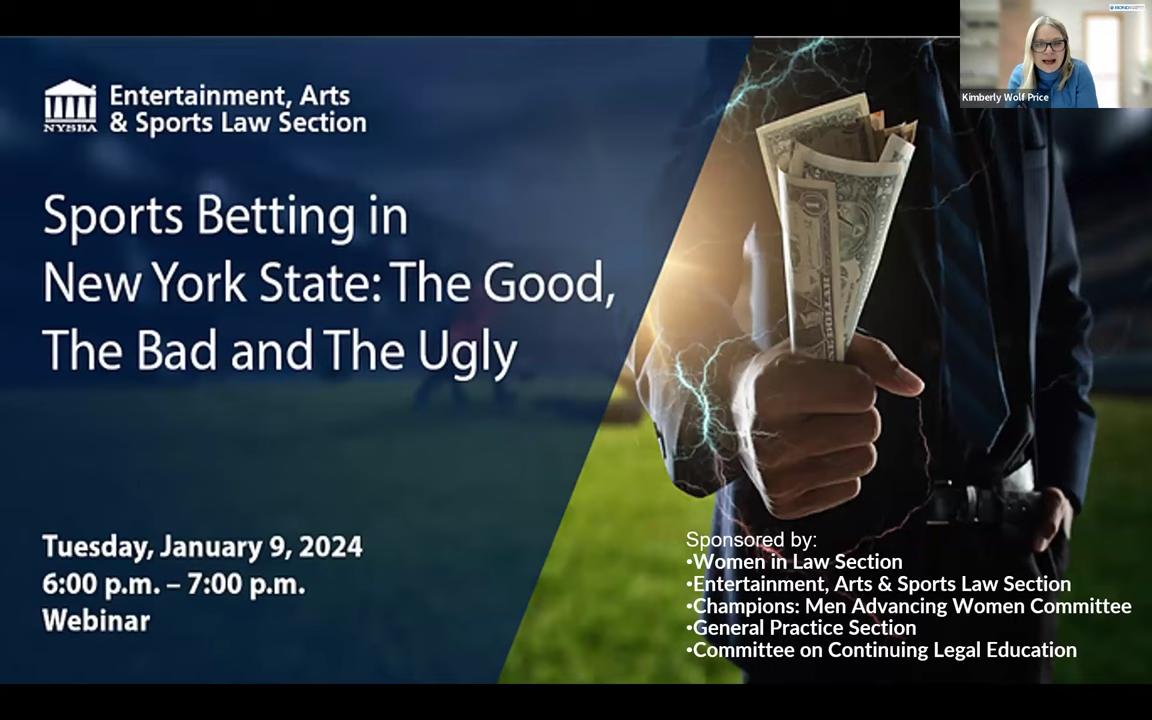 NYSBA
Entertainment, Arts
& Sports Law Section
Sports Betting in
New York State: The Good,
The Bad and The Ugly
Tuesday, January 9, 2024
6:00 p.m. – 7:00 p.m.
Webinar
Kimberly Wolf Price
Sponsored by:
•Women in Law Section
•Entertainment, Arts & Sports Law Section
•Champions: Men Advancing Women Committee
•General Practice Section
•Committee on Continuing Legal Education